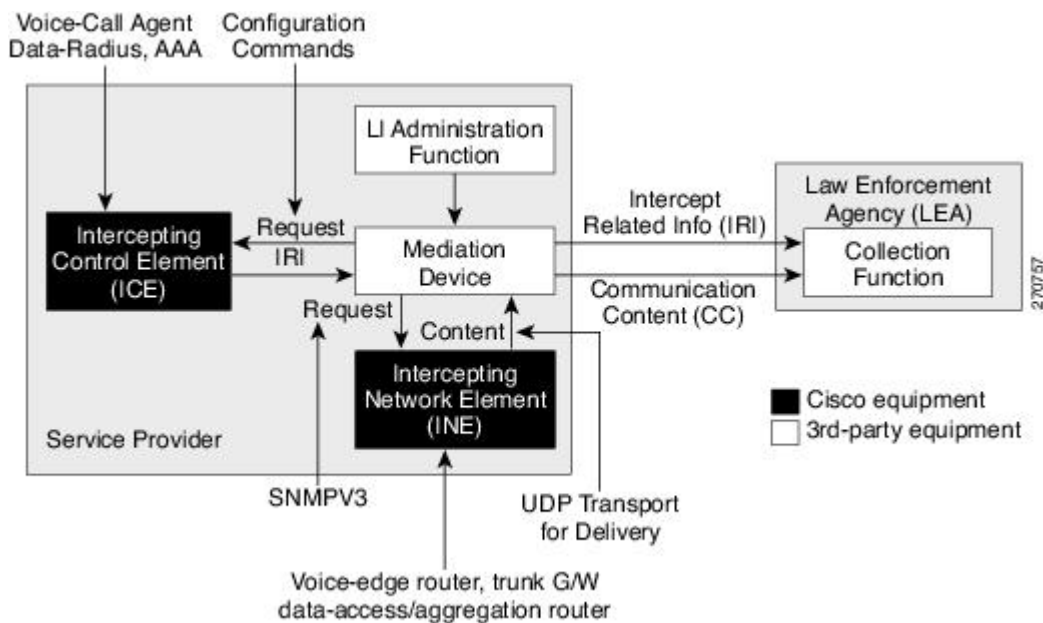 Voice-Call Agent
Data-Radius, AAA
Configuration
Commands
LI Administration
Function
Law Enforcement
Agency (LEA)
Intercept
Related Info (IRI)
Request
IRI
Intercepting
Control Element
(ICE)
Mediation
Device
Collection
Function
Communication
Content (CC)
270757
Request
Content
Intercepting
Network Element
(INE)
Cisco equipment
3rd-party equipment
Service Provider
SNMPV3
UDP Transport
for Delivery
Voice-edge router, trunk G/W
data-access/aggregation router